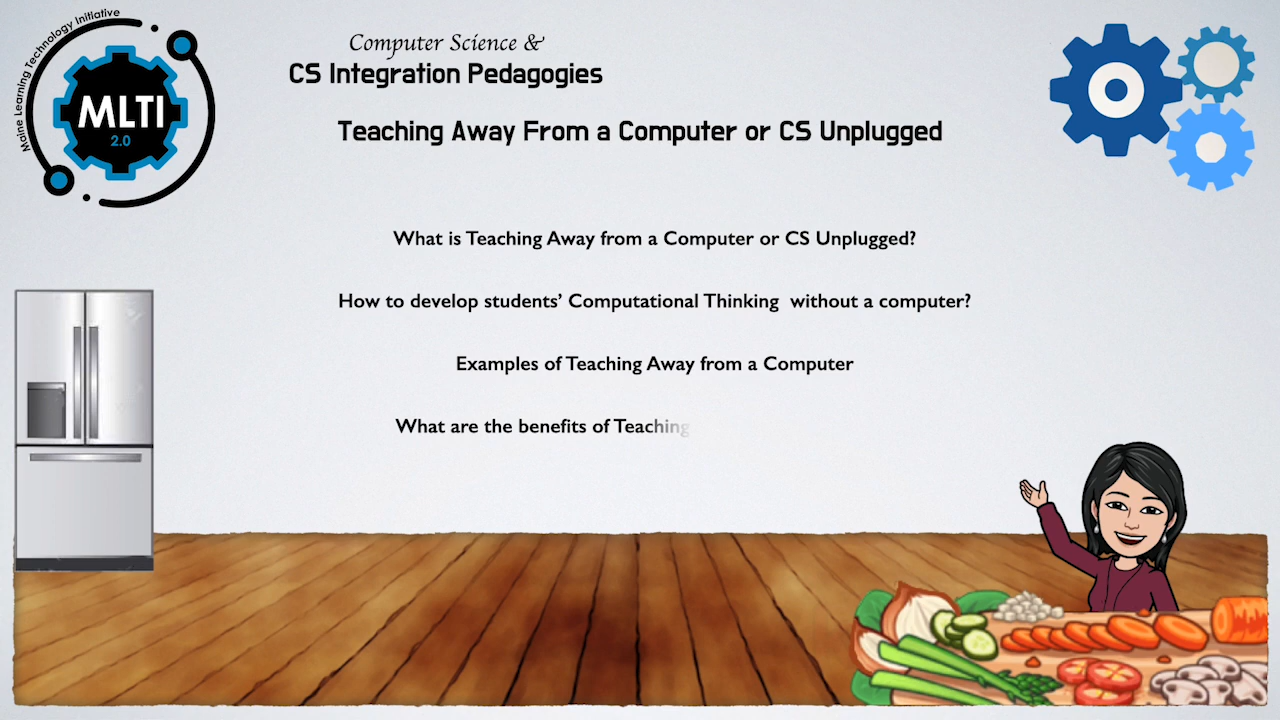 Maine Learning Technology Initiative
MLTI
2.0
Computer Science &
CS Integration Pedagogies
Teaching Away From a Computer or CS Unplugged
What is Teaching Away from a Computer or CS Unplugged?
How to develop students’ Computational Thinking  without a computer?
Examples of Teaching Away from a Computer
What are the benefits of Teaching